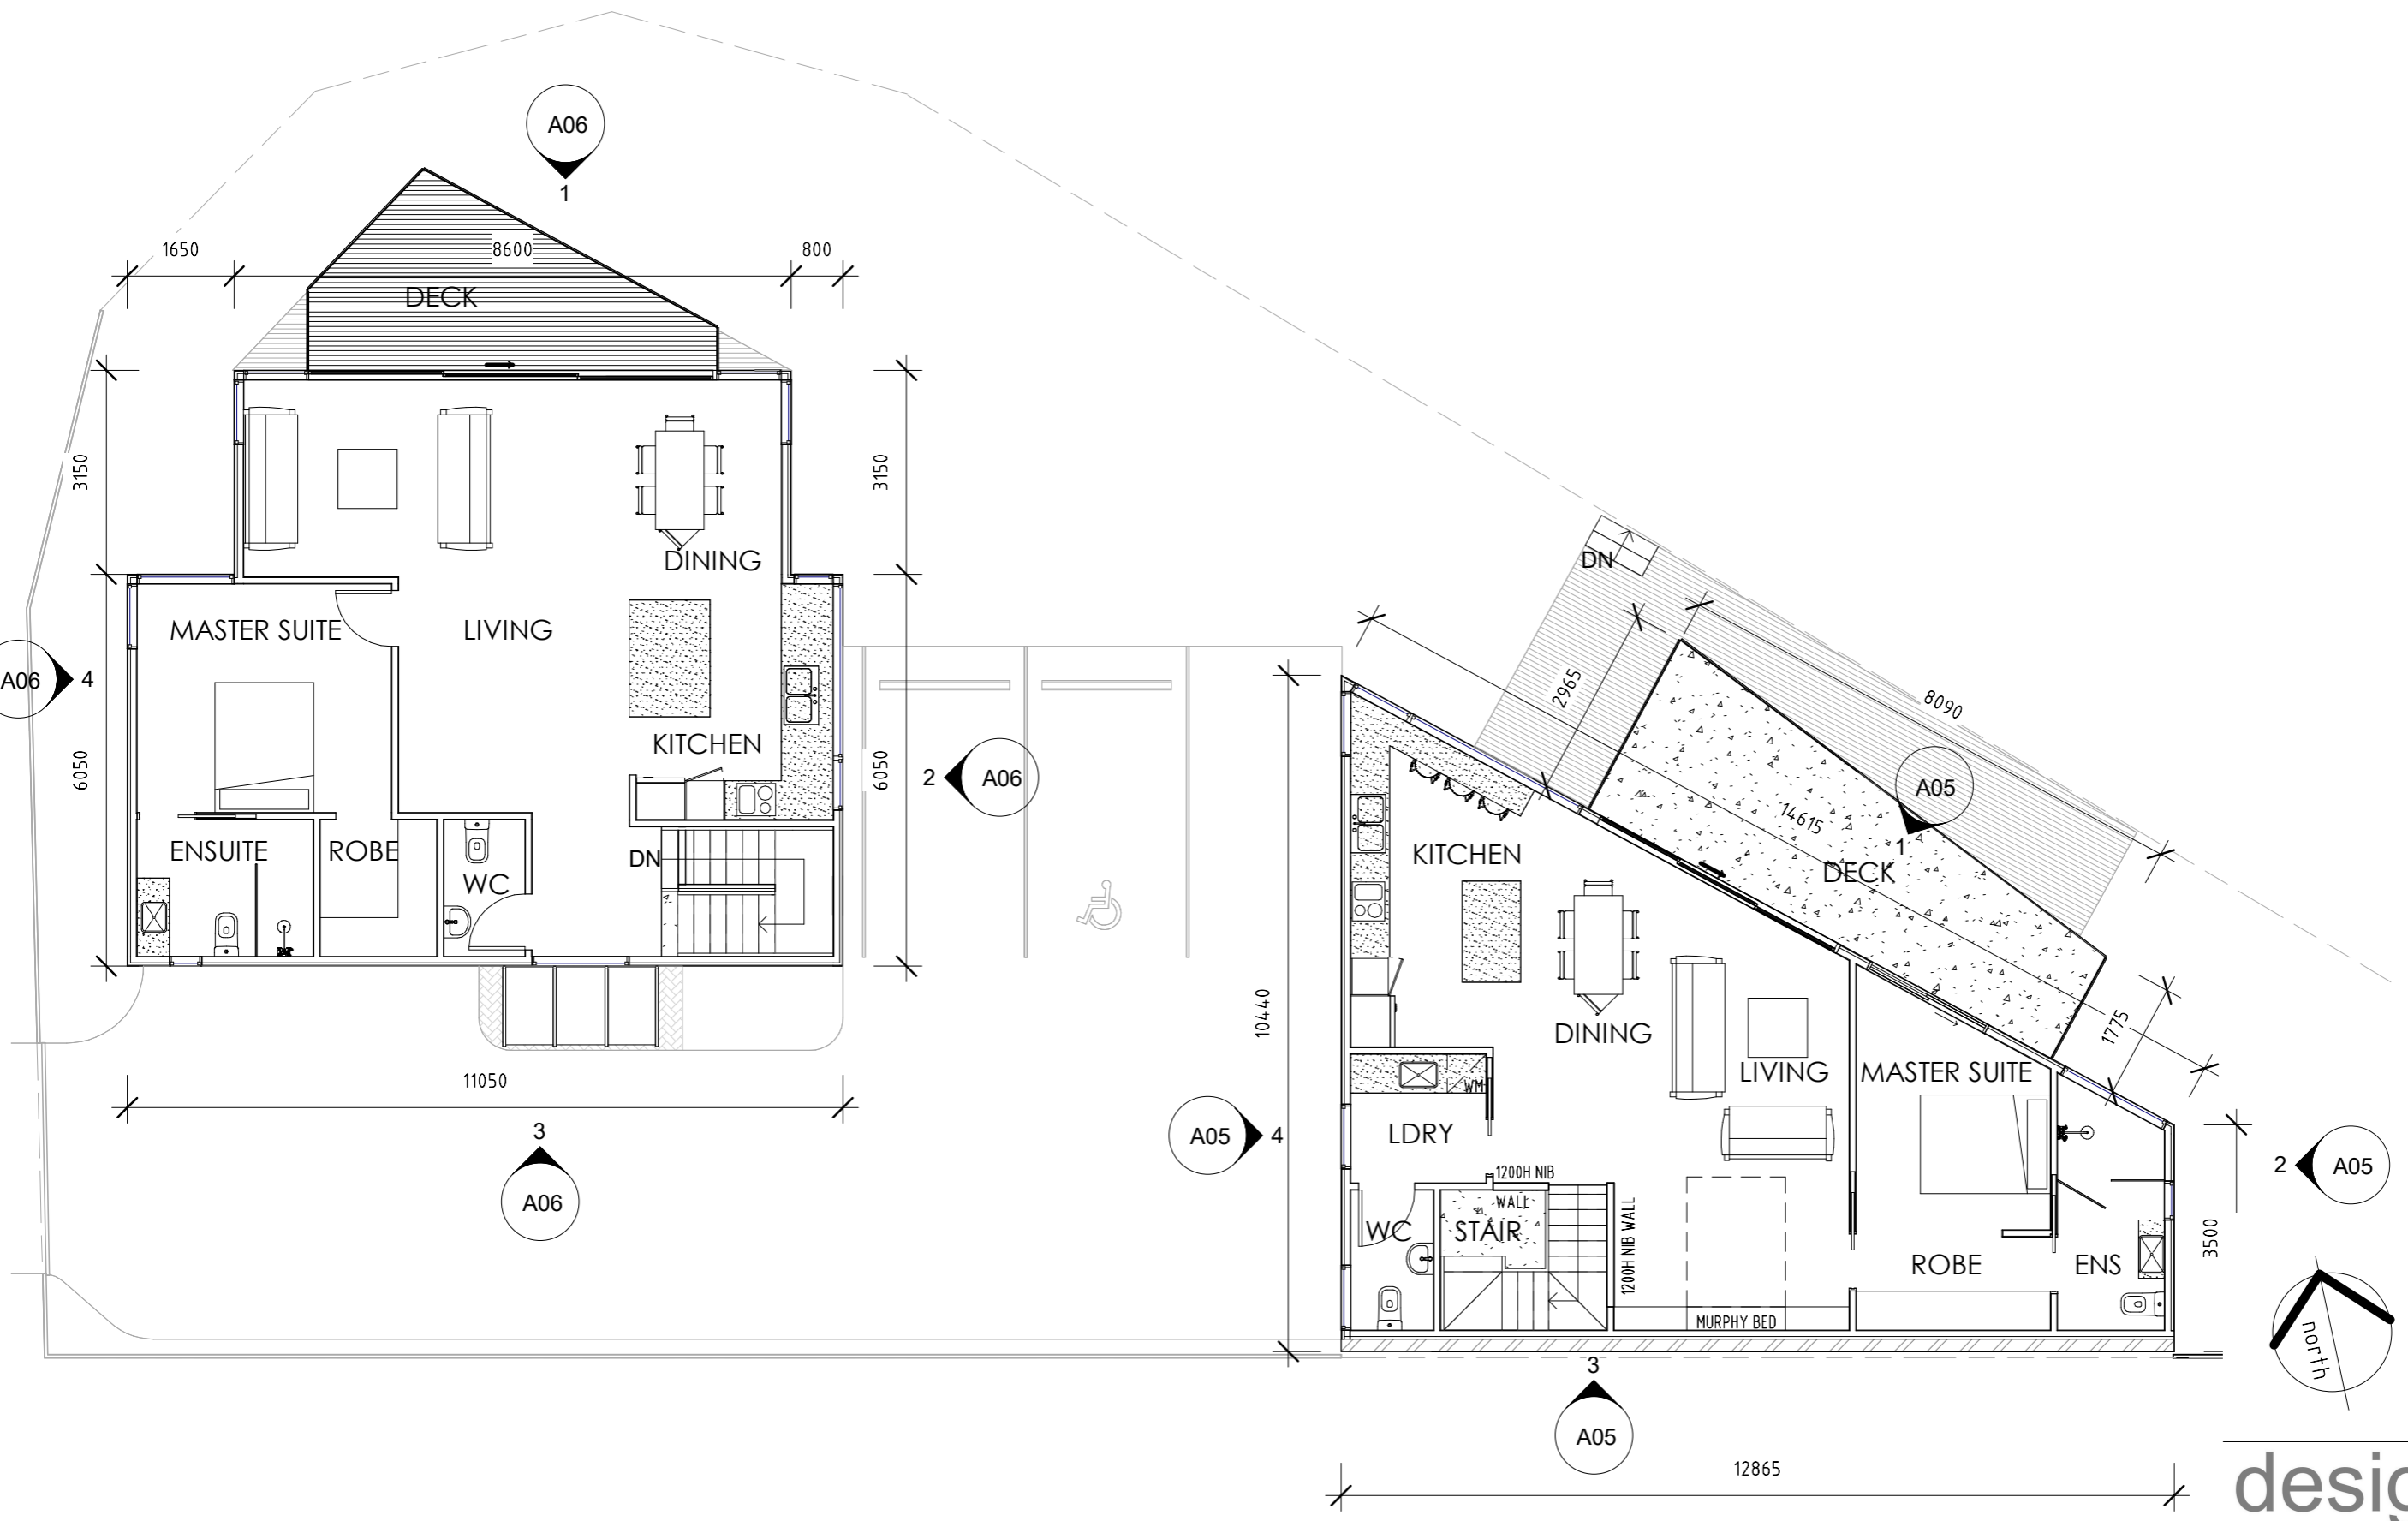 A06
1
1650
8600
800
DECK
3150
3150
DINING
MASTER SUITE
LIVING
A06
4
KITCHEN
6050
6050
2
A06
ENSUITE
ROBE
WC
DN
11050
3
A06
DN
2965
8090
A05
1
14615
DECK
KITCHEN
10440
DINING
1775
LIVING
MASTER SUITE
WM
A05
4
LDRY
1200H NIB
WALL
2
A05
WC
STAIR
1200H NIB WALL
3500
ROBE
ENS
MURPHY BED
north
3
A05
12865
desig